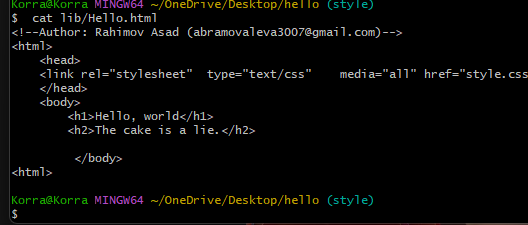 Korra@Korra MINGW64 ~/OneDrive/Desktop/hello (style)
$  cat lib/Hello.html
<!--Author: Rahimov Asad (abramovaleva3007@gmail.com)-->
<html>
    <head>
    <link rel="stylesheet"  type="text/css"    media="all" href="style.css
    </head>
    <body>
        <h1>Hello, world</h1>
        <h2>The cake is a lie.</h2>
         </body>
<html>
Korra@Korra MINGW64 ~/OneDrive/Desktop/hello (style)
$